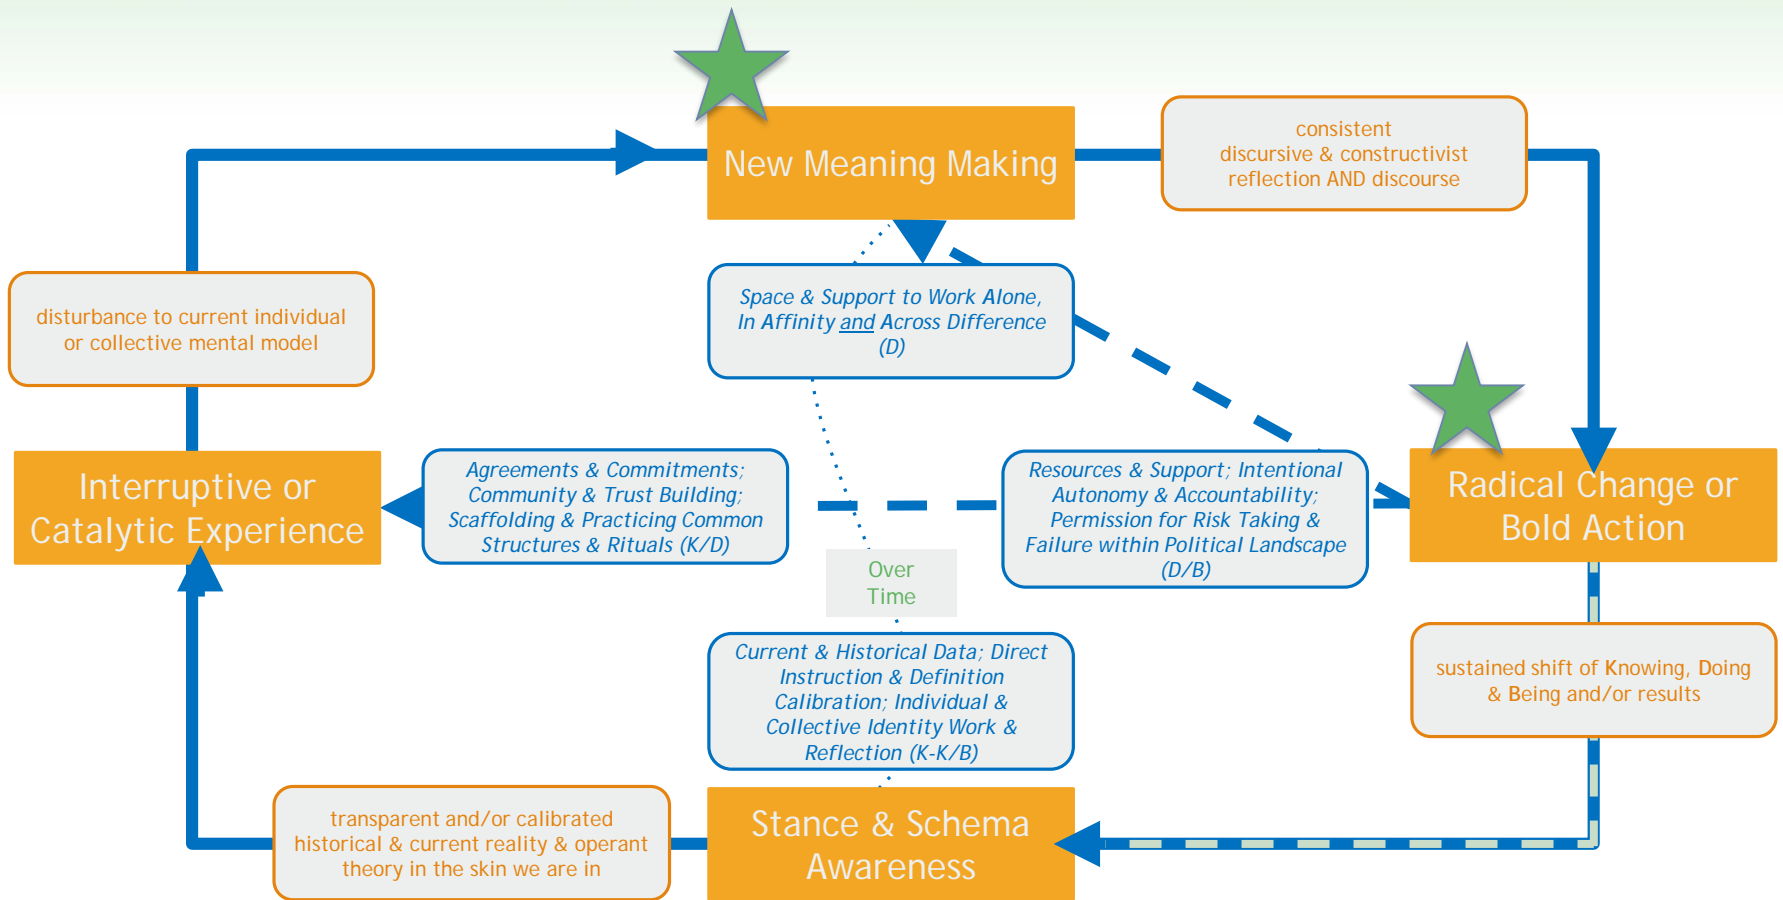 New Meaning Making
consistent
discursive & constructivist
reflection AND discourse
disturbance to current individual
or collective mental model
Space & Support to Work Alone,
In Affinity and Across Difference
(D)
Interruptive or
Catalytic Experience
Agreements & Commitments;
Community & Trust Building;
Scaffolding & Practicing Common
Structures & Rituals (K/D)
Resources & Support; Intentional
Autonomy & Accountability;
Permission for Risk Taking &
Failure within Political Landscape
(D/B)
Radical Change or
Bold Action
Over
Time
Current & Historical Data; Direct
Instruction & Definition
Calibration; Individual &
Collective Identity Work &
Reflection (K-K/B)
sustained shift of Knowing, Doing
& Being and/or results
transparent and/or calibrated
historical & current reality & operant
theory in the skin we are in
Stance & Schema
Awareness